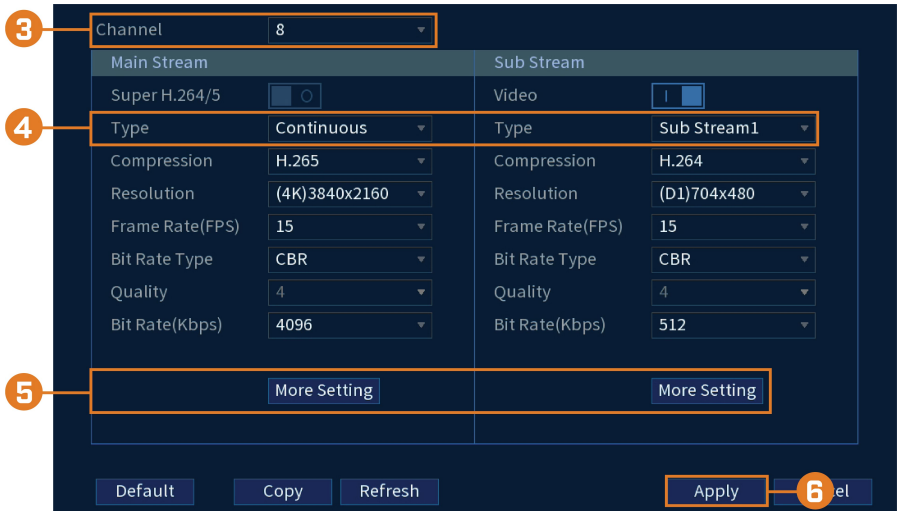 3 Channel 8
Main Stream Sub Stream
Super H.264/5 Video
4 Type Continuous Type Sub Stream1
Compression H.265 Compression H.264
Resolution (4K)3840x2160 Resolution (D1)704x480
Frame Rate(FPS) 15 Frame Rate(FPS) 15
Bit Rate Type CBR Bit Rate Type CBR
Quality 4 Quality 4
Bit Rate(Kbps) 4096 Bit Rate(Kbps) 512
5 More Setting More Setting
Default Copy Refresh Apply 6 el